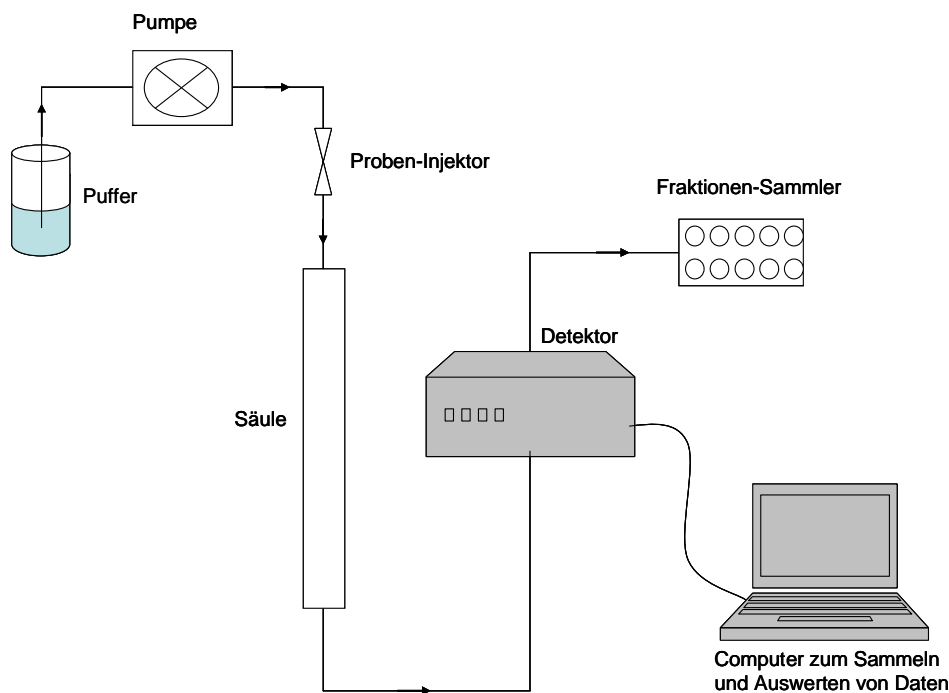 Pumpe
Puffer
Proben-Injektor
Fraktionen-Sammler
Detektor
Säule
Computer zum Sammeln
und Auswerten von Daten